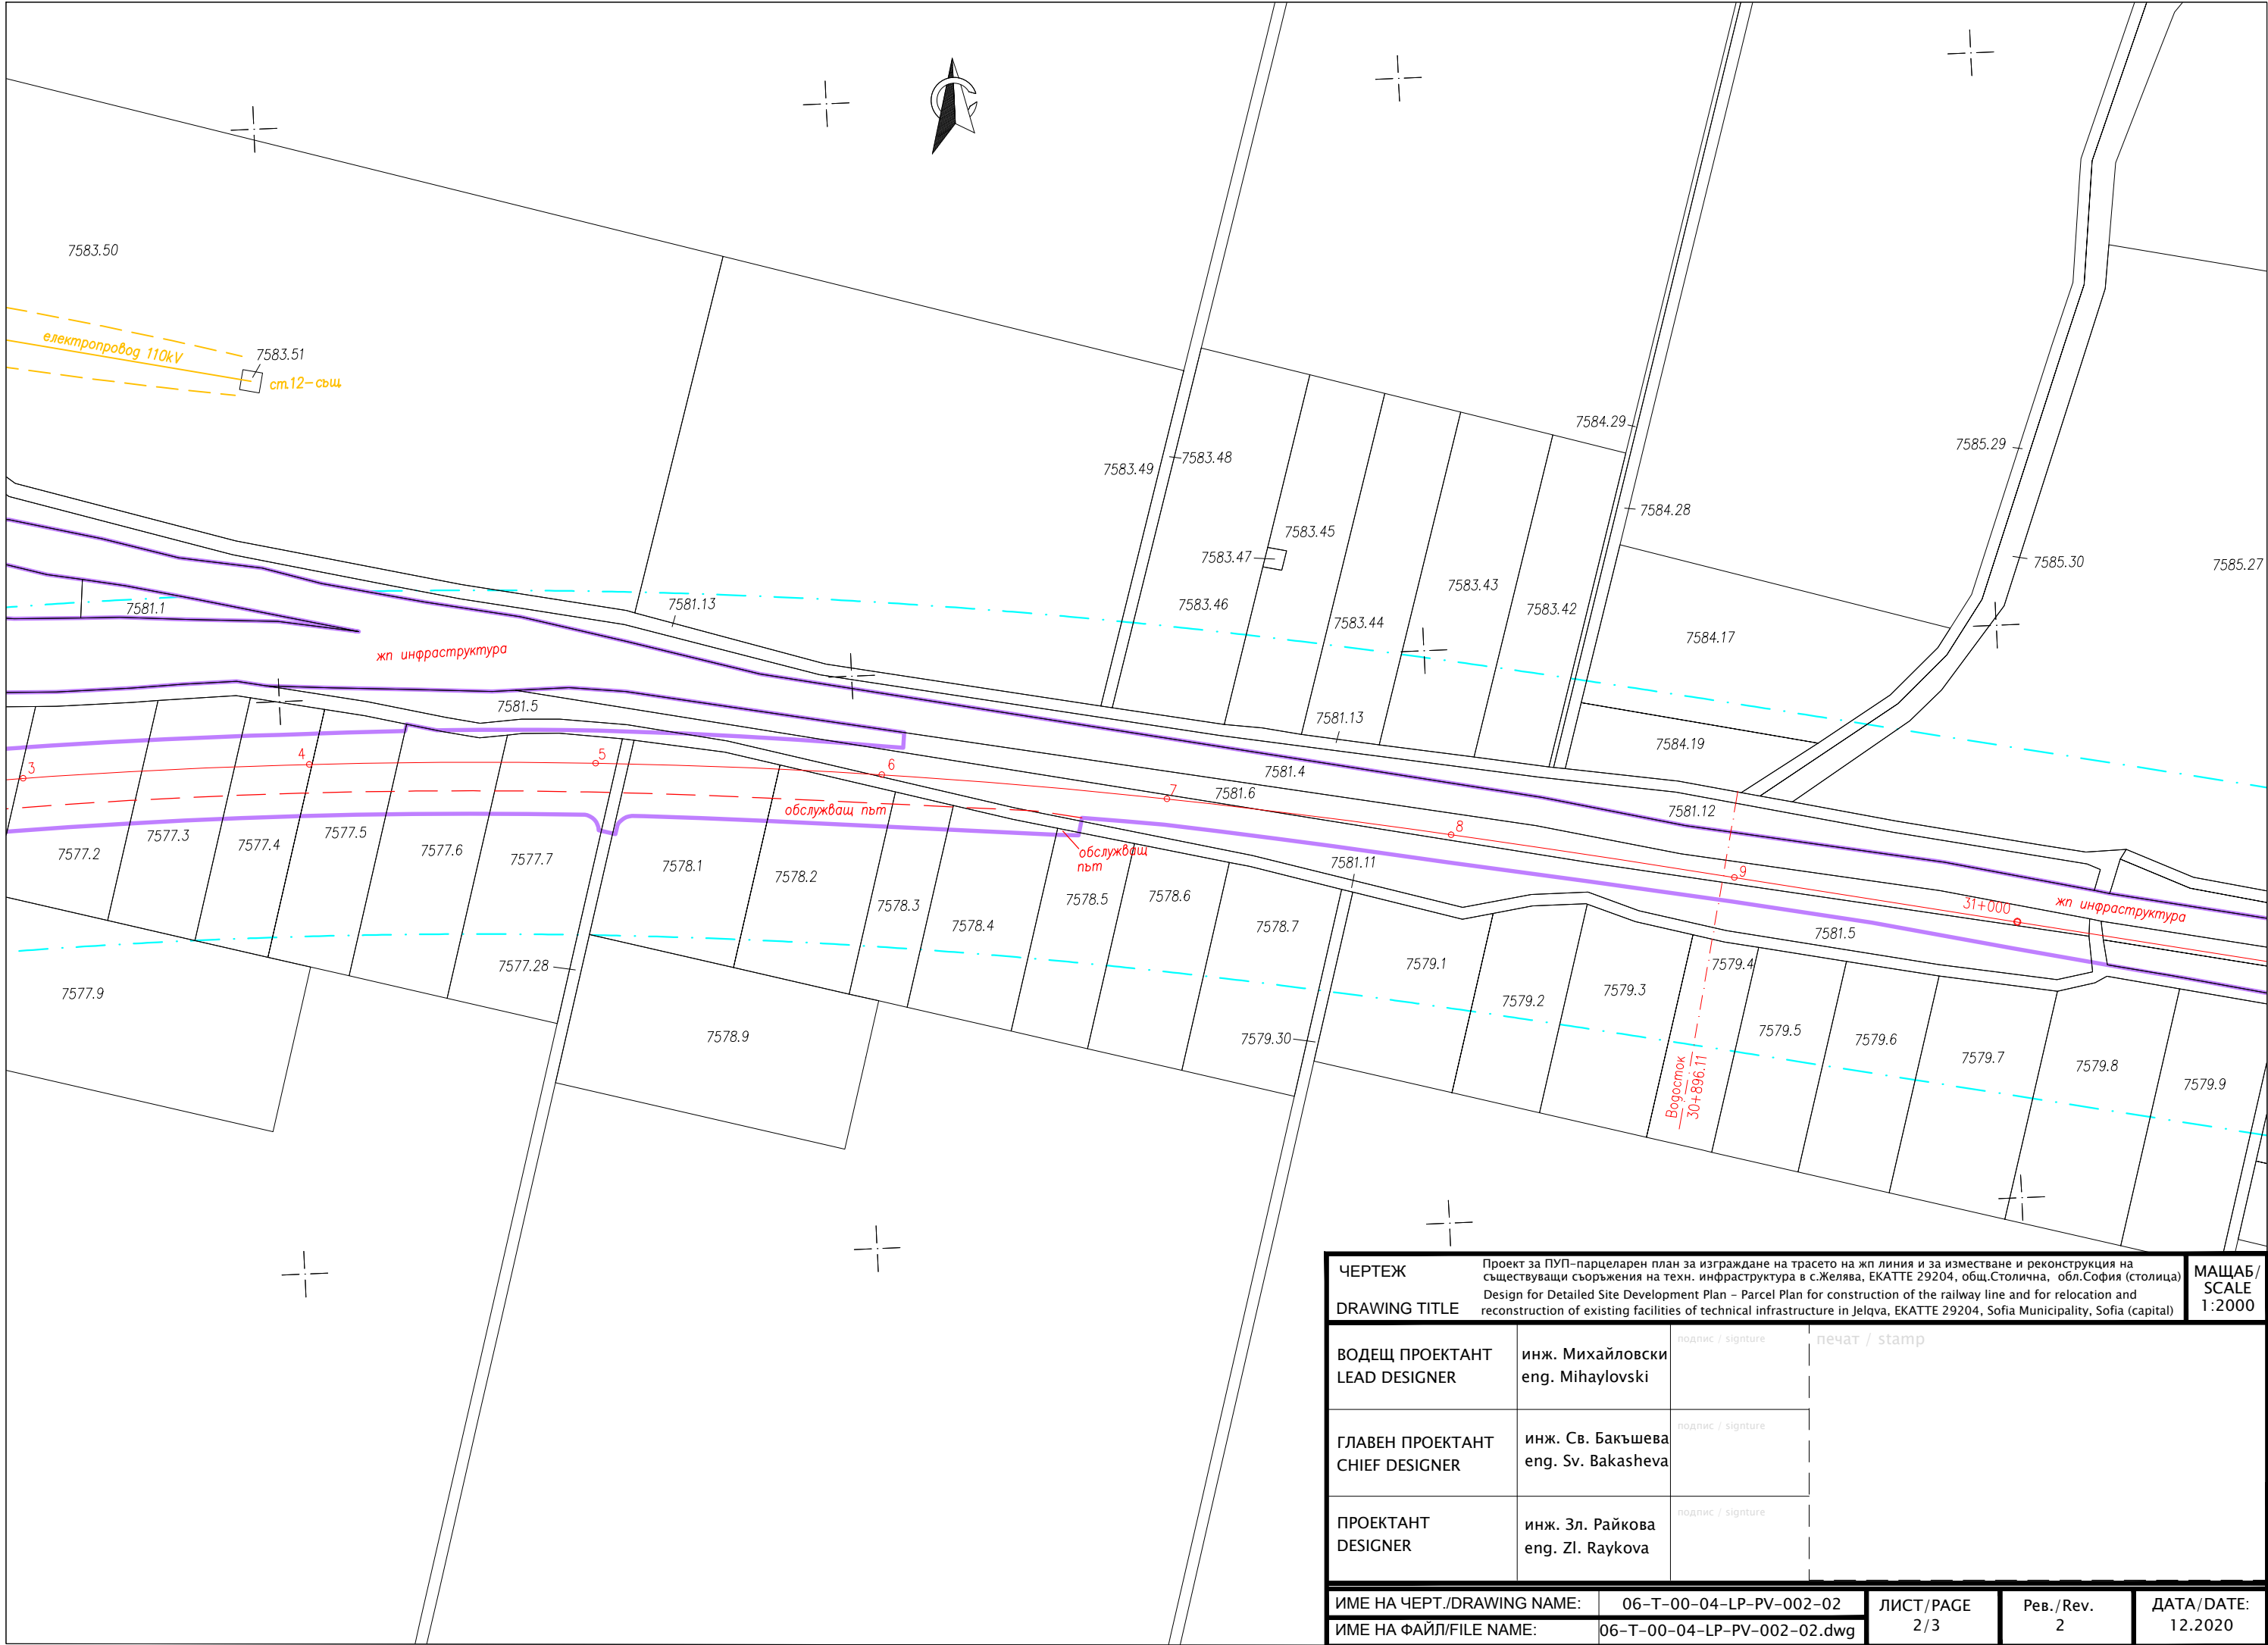 7583.50
електропровод 110kV
7583.51
ст.12-същ
7583.49
7583.48
7584.29
7585.29
7584.28
7583.45
7583.47
7585.30
7585.27
7583.43
7583.42
7583.46
7583.44
7584.17
7581.1
7581.13
жп инфраструктура
7581.5
7581.13
7584.19
3
4
5
6
7
8
9
7581.4
7581.6
7581.12
обслужващ път
обслужващ
път
7577.2
7577.3
7577.4
7577.5
7577.6
7577.7
7578.1
7578.2
7578.3
7578.4
7578.5
7578.6
7578.7
7581.11
31+000
жп инфраструктура
7581.5
7577.9
7577.28
7578.9
7579.30
7579.1
7579.2
7579.3
7579.4
7579.5
7579.6
7579.7
7579.8
7579.9
Водосток
30+896.11
ЧЕРТЕЖ
DRAWING TITLE
Проект за ПУП-парцеларен план за изграждане на трасето на жп линия и за изместване и реконструкция на
съществуващи съоръжения на техн. инфраструктура в с.Желява, ЕКАТТЕ 29204, общ.Столична, обл.София (столица)
Design for Detailed Site Development Plan – Parcel Plan for construction of the railway line and for relocation and
reconstruction of existing facilities of technical infrastructure in Jelqva, EKATTE 29204, Sofia Municipality, Sofia (capital)
МАЩАБ/
SCALE
1:2000
ВОДЕЩ ПРОЕКТАНТ
LEAD DESIGNER
инж. Михайловски
eng. Mihaylovski
подпис / signture
печат / stamp
ГЛАВЕН ПРОЕКТАНТ
CHIEF DESIGNER
инж. Св. Бакъшева
eng. Sv. Bakasheva
подпис / signture
ПРОЕКТАНТ
DESIGNER
инж. Зл. Райкова
eng. Zl. Raykova
подпис / signture
ИМЕ НА ЧЕРТ./DRAWING NAME:
06-T-00-04-LP-PV-002-02
ИМЕ НА ФАЙЛ/FILE NAME:
06-T-00-04-LP-PV-002-02.dwg
ЛИСТ/PAGE
2/3
Рев./Rev.
2
ДАТА/DATE:
12.2020